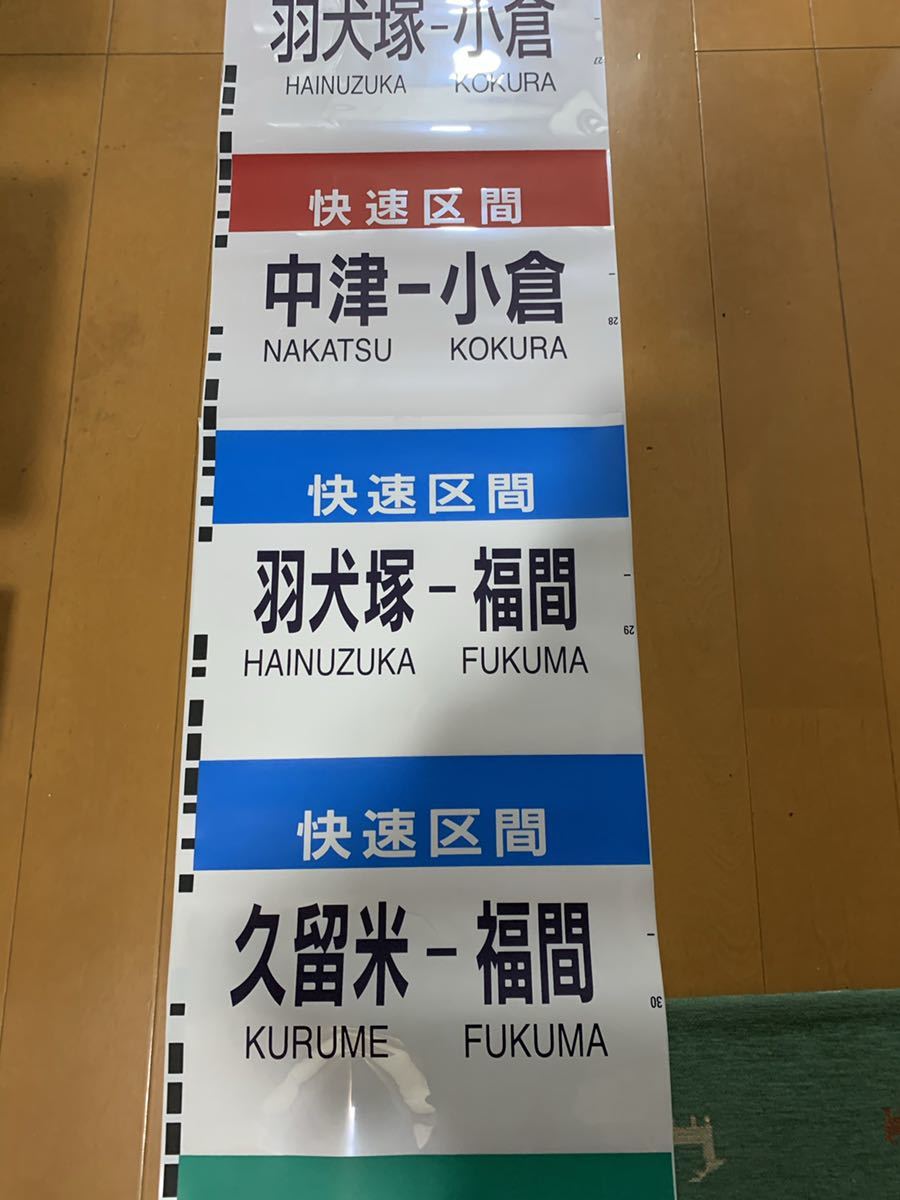 羽犬塚-小倉
HAINUZUKA KOKURA
27
快速区間
中津-小倉
NAKATSU KOKURA
28
快速区間
羽犬塚-福間
HAINUZUKA FUKUMA
29
快速区間
久留米-福間
KURUME FUKUMA
30